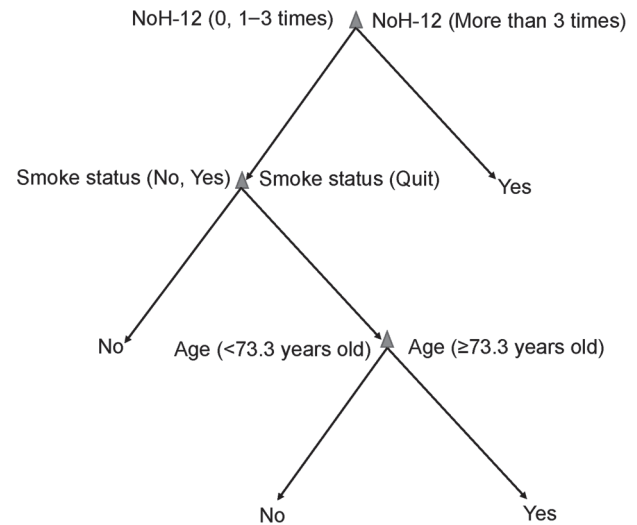 NoH-12 (0, 1–3 times) NoH-12 (More than 3 times)
Smoke status (No, Yes) Smoke status (Quit)
Yes
No
Age (<73.3 years old) Age (≥73.3 years old)
No
Yes